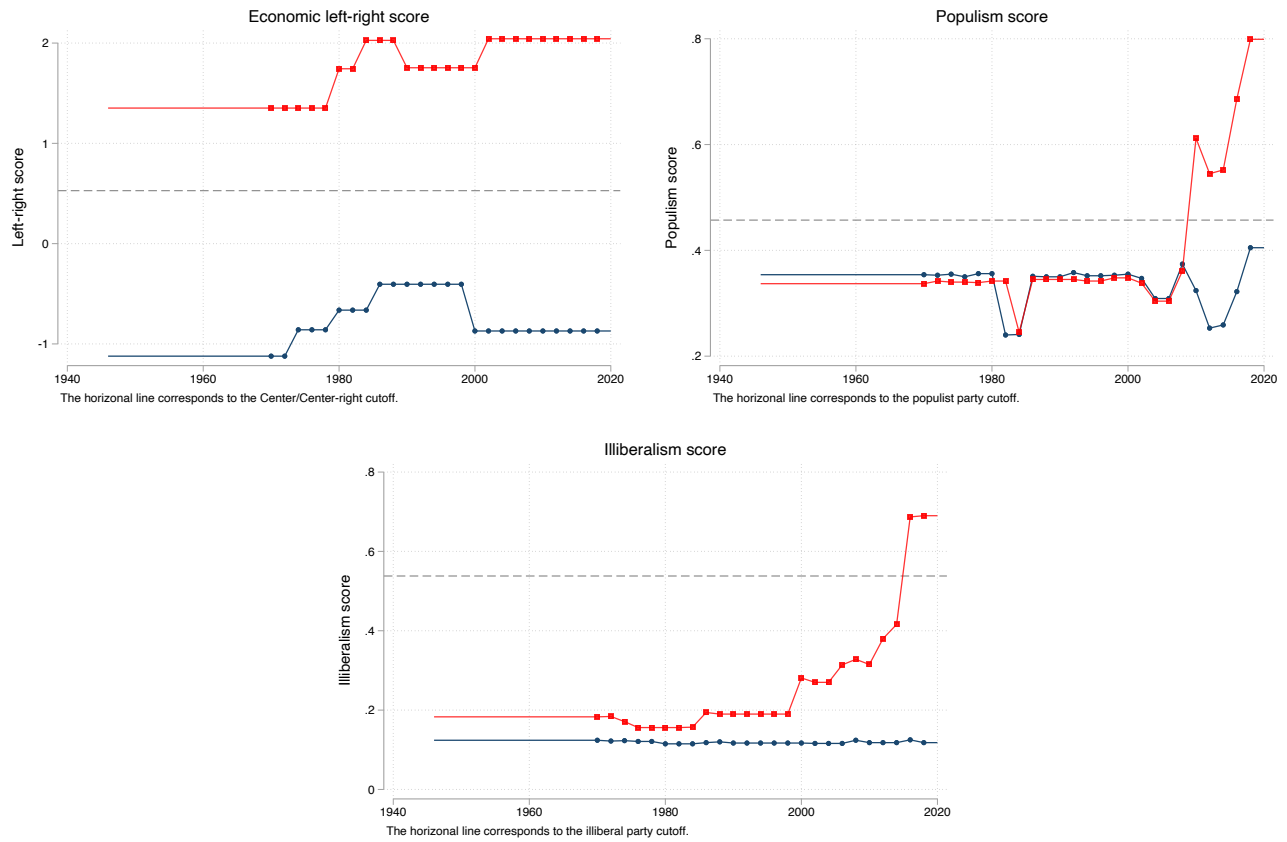 Economic left-right score
Left-right score
2
1
0
-1
1940 1960 1980 2000 2020
The horizonal line corresponds to the Center/Center-right cutoff.
Populism score
Populism score
.8
.6
.4
.2
1940 1960 1980 2000 2020
The horizonal line corresponds to the populist party cutoff.
Illiberalism score
Illiberalism score
.8
.6
.4
.2
0
1940 1960 1980 2000 2020
The horizonal line corresponds to the illiberal party cutoff.